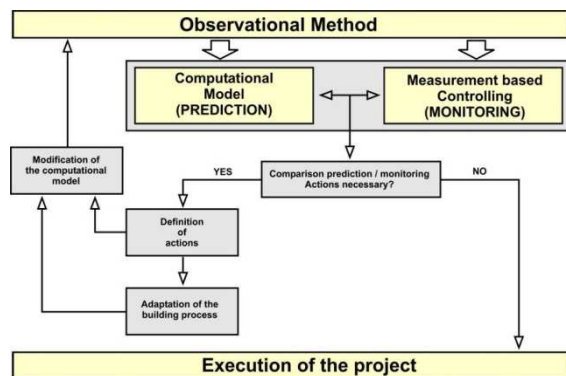 Observational Method
Computational
Model
(PREDICTION)
Measurement based
Controlling
(MONITORING)
Modification of
the computational
model
YES
Comparison prediction / monitoring
Actions necessary?
NO
Definition
of
actions
Adaptation of the
building process
Execution of the project